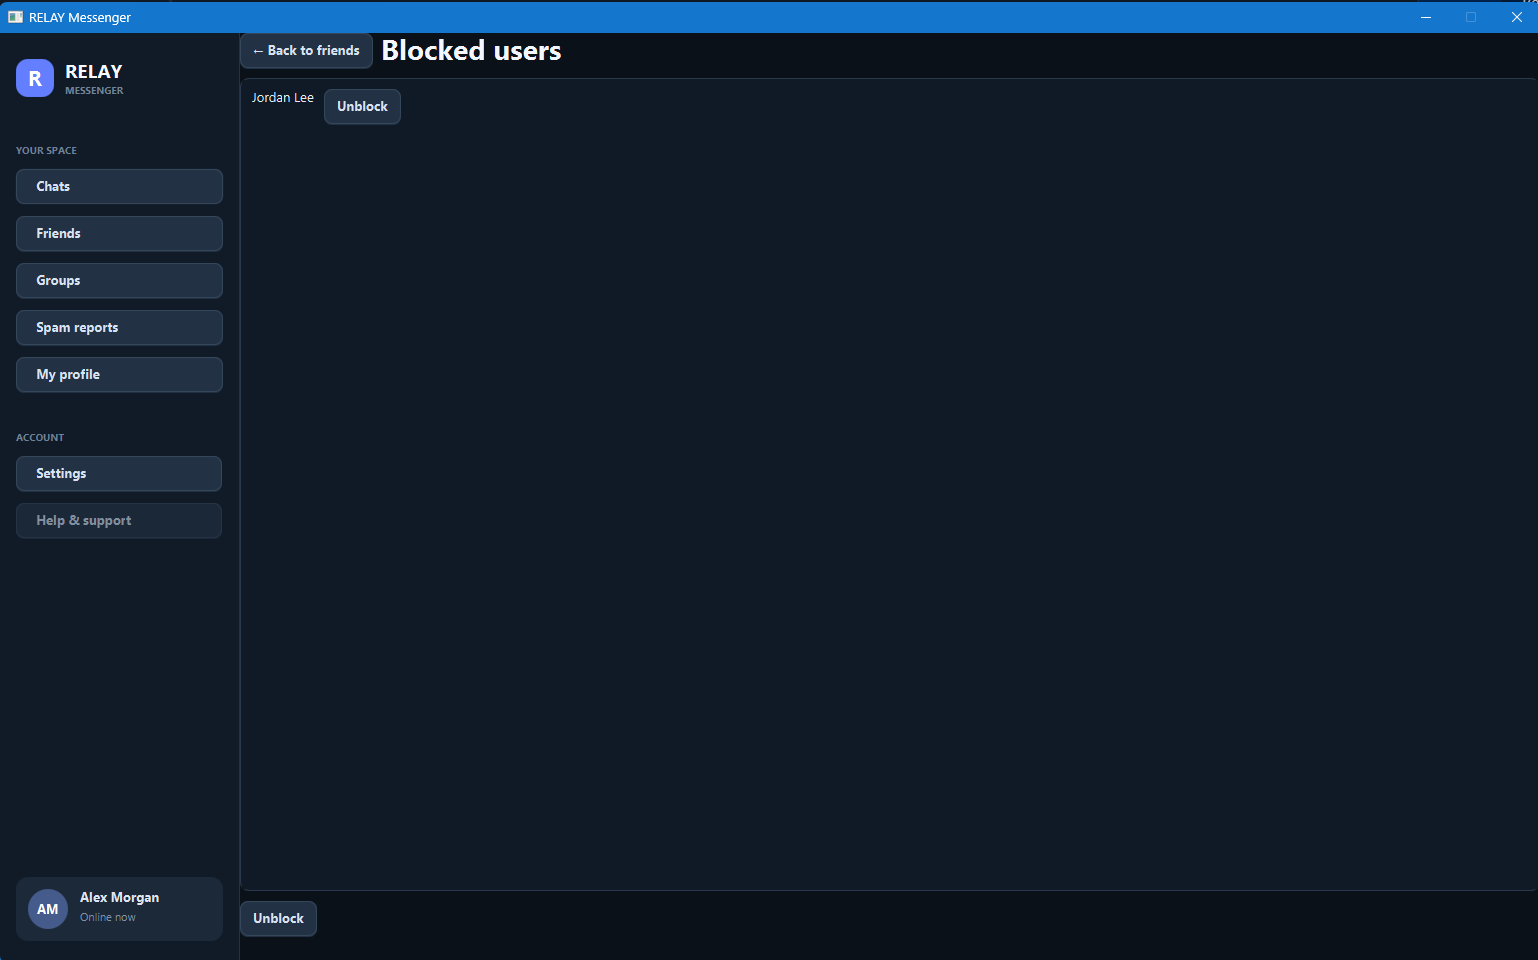 RELAY Messenger
R
RELAY
MESSENGER
YOUR SPACE
Chats
Friends
Groups
Spam reports
My profile
ACCOUNT
Settings
Help & support
AM
Alex Morgan
Online now
← Back to friends
Blocked users
Jordan Lee
Unblock
Unblock